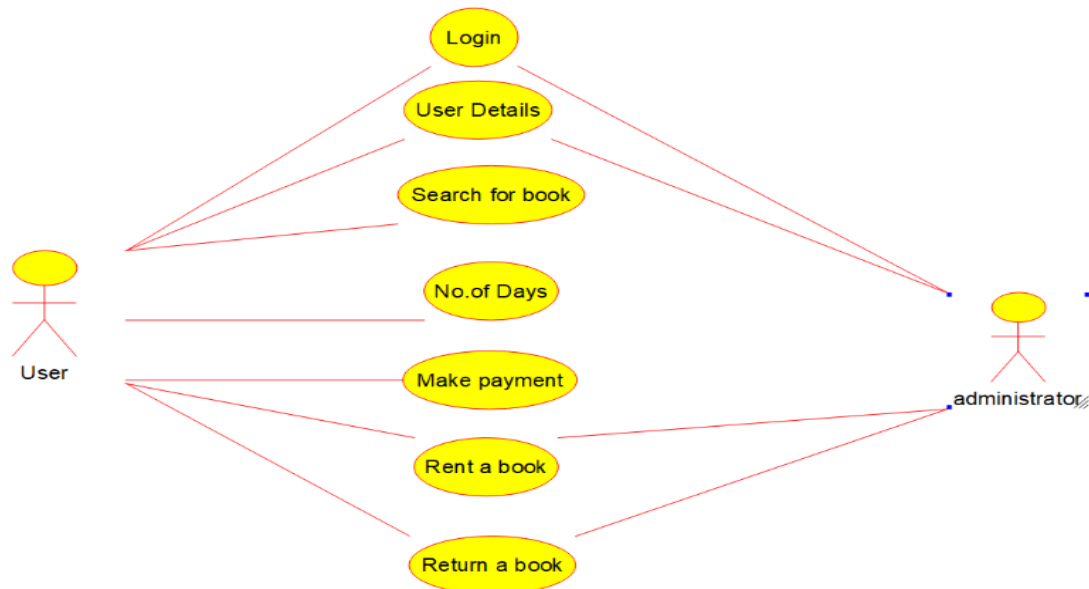 Login
User Details
Search for book
No.of Days
User
Make payment
administrator
Rent a book
Return a book